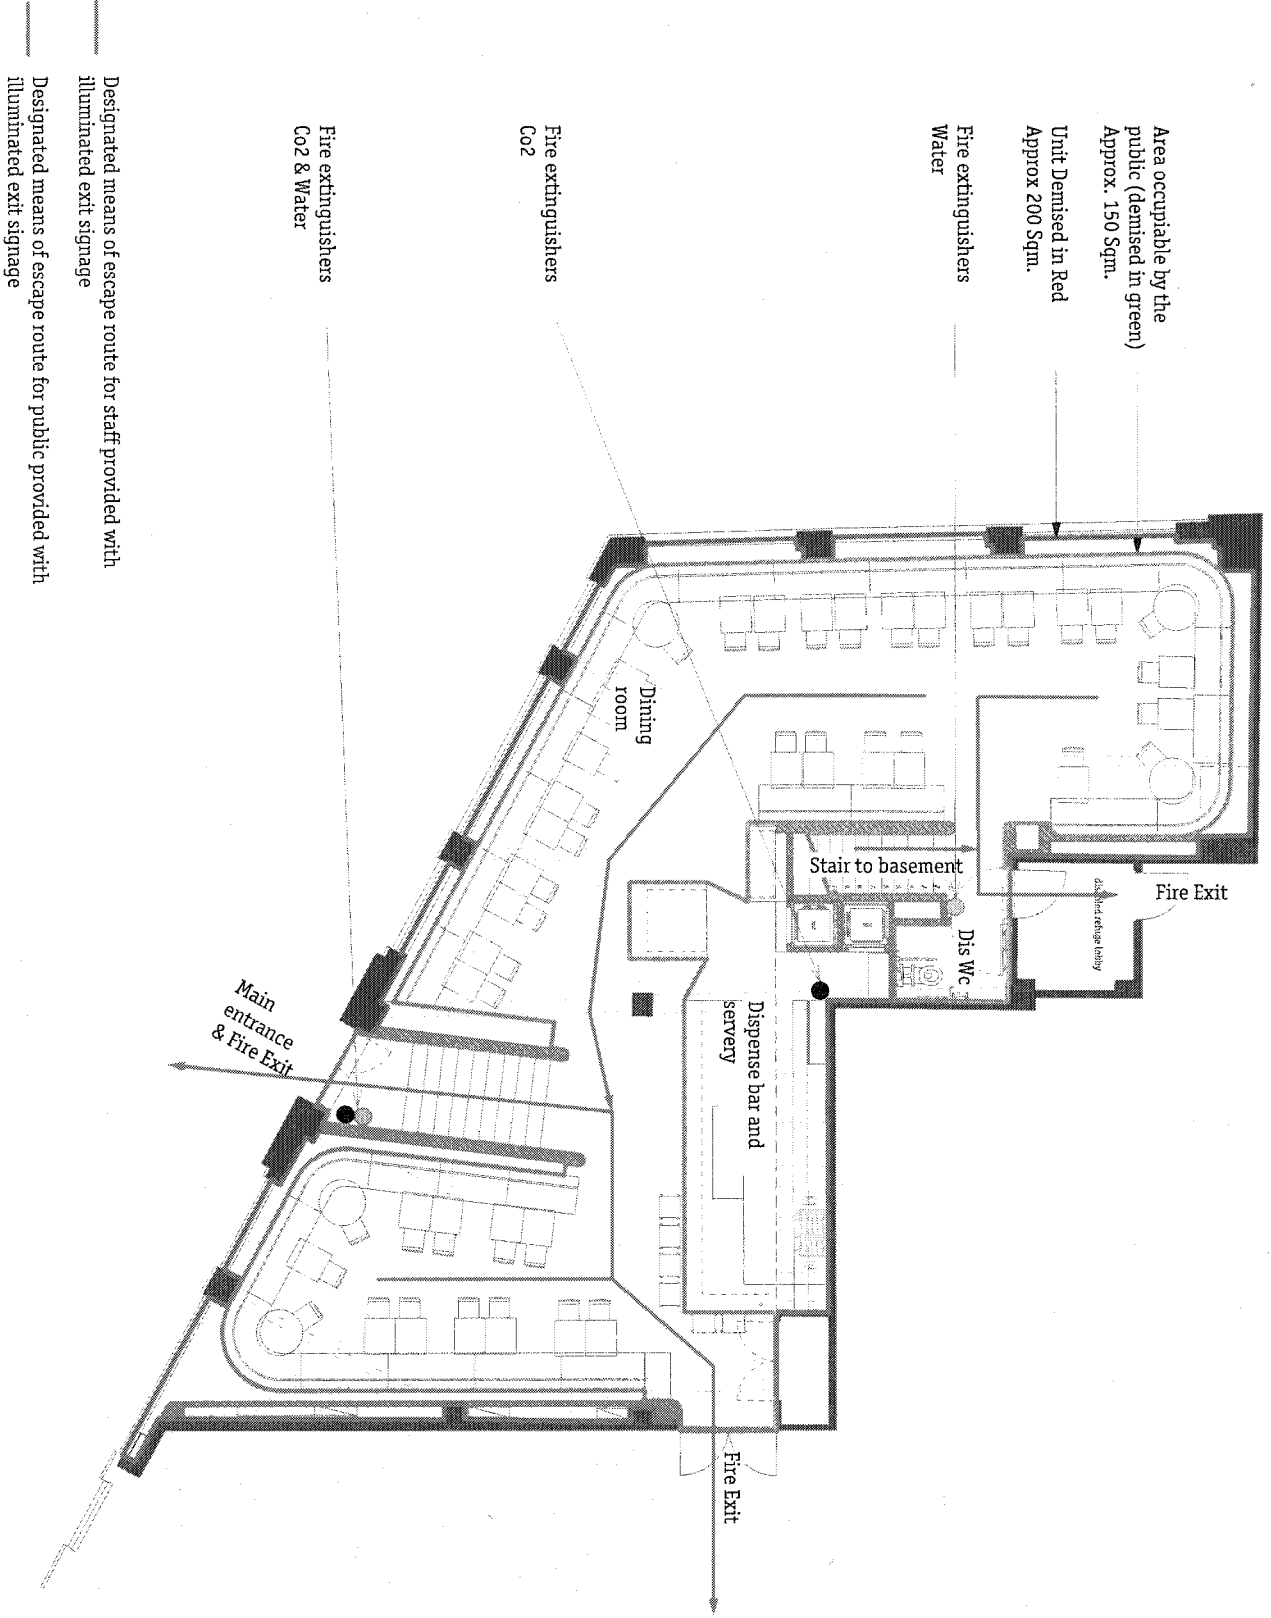 Area occupiable by the
public (demised in green)
Approx. 150 Sqm.
Unit Demised in Red
Approx 200 Sqm.
Fire extinguishers
Water
Fire extinguishers
Co2
Fire extinguishers
Co2 & Water
Designated means of escape route for staff provided with
illuminated exit signage
Designated means of escape route for public provided with
illuminated exit signage
Dining
room
Stair to basement
Fire Exit
disabled refuge lobby
Dis Wc
Dispense bar and
servery
Main
entrance
& Fire Exit
Fire Exit